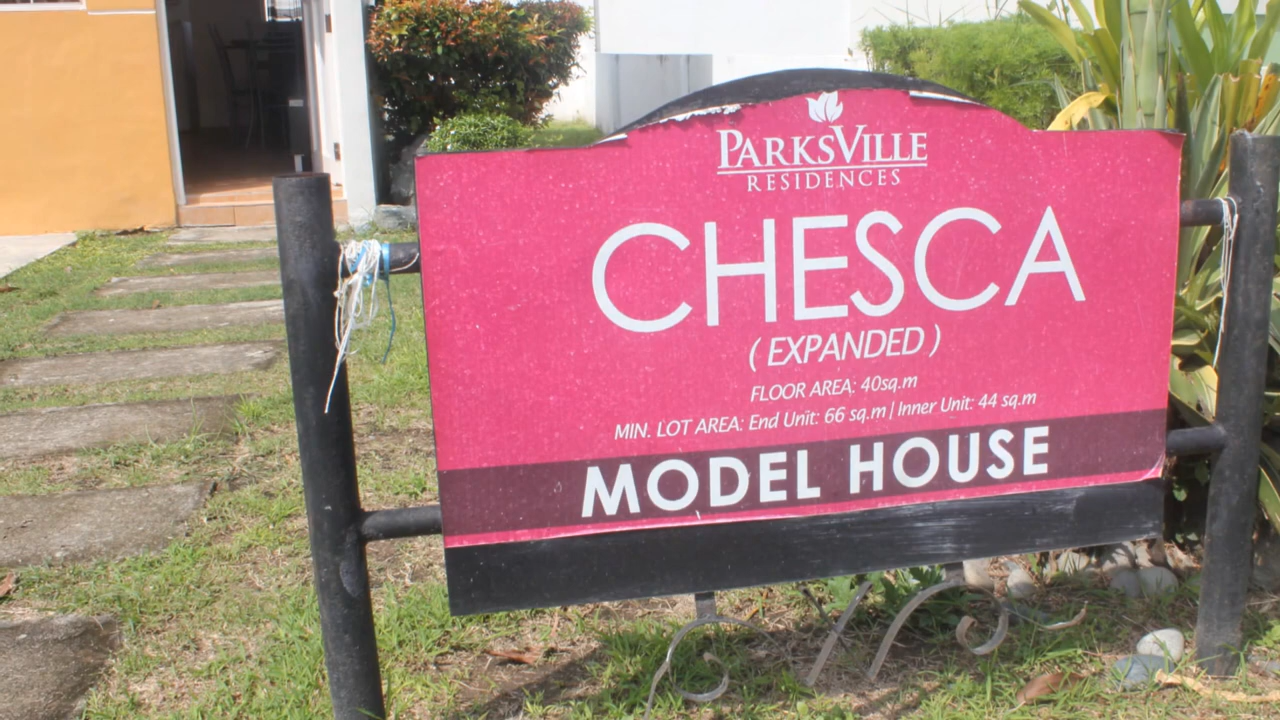 PARKSVILLE
RESIDENCES
CHESCA
( EXPANDED )
FLOOR AREA: 40sq.m
MIN. LOT AREA: End Unit: 66 sq.m | Inner Unit: 44 sq.m
MODEL HOUSE